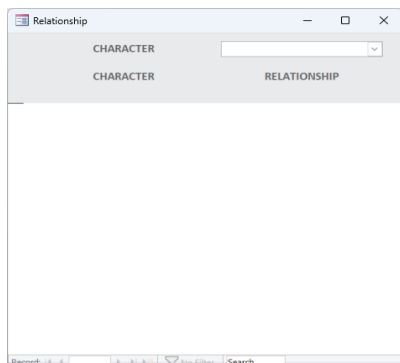 Relationship
CHARACTER
CHARACTER RELATIONSHIP
Record: No Filter Search